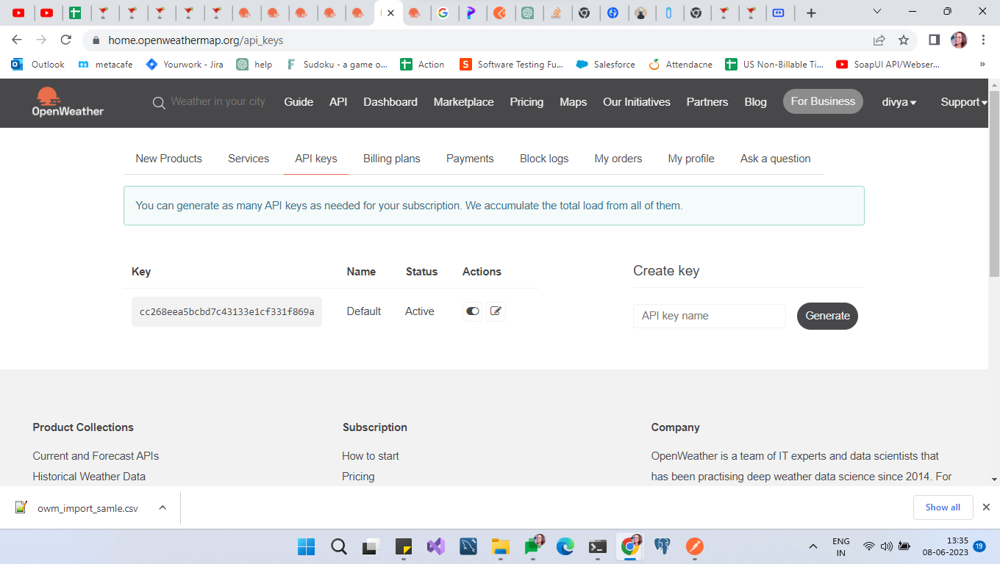 home.openweathermap.org/api_keys
Outlook metacafe Yourwork - Jira help Sudoku - a game o... Action Software Testing Fu... Salesforce Attendacne US Non-Billable Ti... SoapUI API/Webser... »
OpenWeather Weather in your city Guide API Dashboard Marketplace Pricing Maps Our Initiatives Partners Blog For Business divya Support
New Products Services API keys Billing plans Payments Block logs My orders My profile Ask a question
You can generate as many API keys as needed for your subscription. We accumulate the total load from all of them.
Key Name Status Actions Create key
cc268eea5bcbd7c43133e1cf331f869a Default Active API key name Generate
Product Collections Subscription Company
Current and Forecast APIs How to start OpenWeather is a team of IT experts and data scientists that
Historical Weather Data Pricing has been practising deep weather data science since 2014. For
owm_import_samle.csv Show all
ENG 13:35
IN 08-06-2023 19